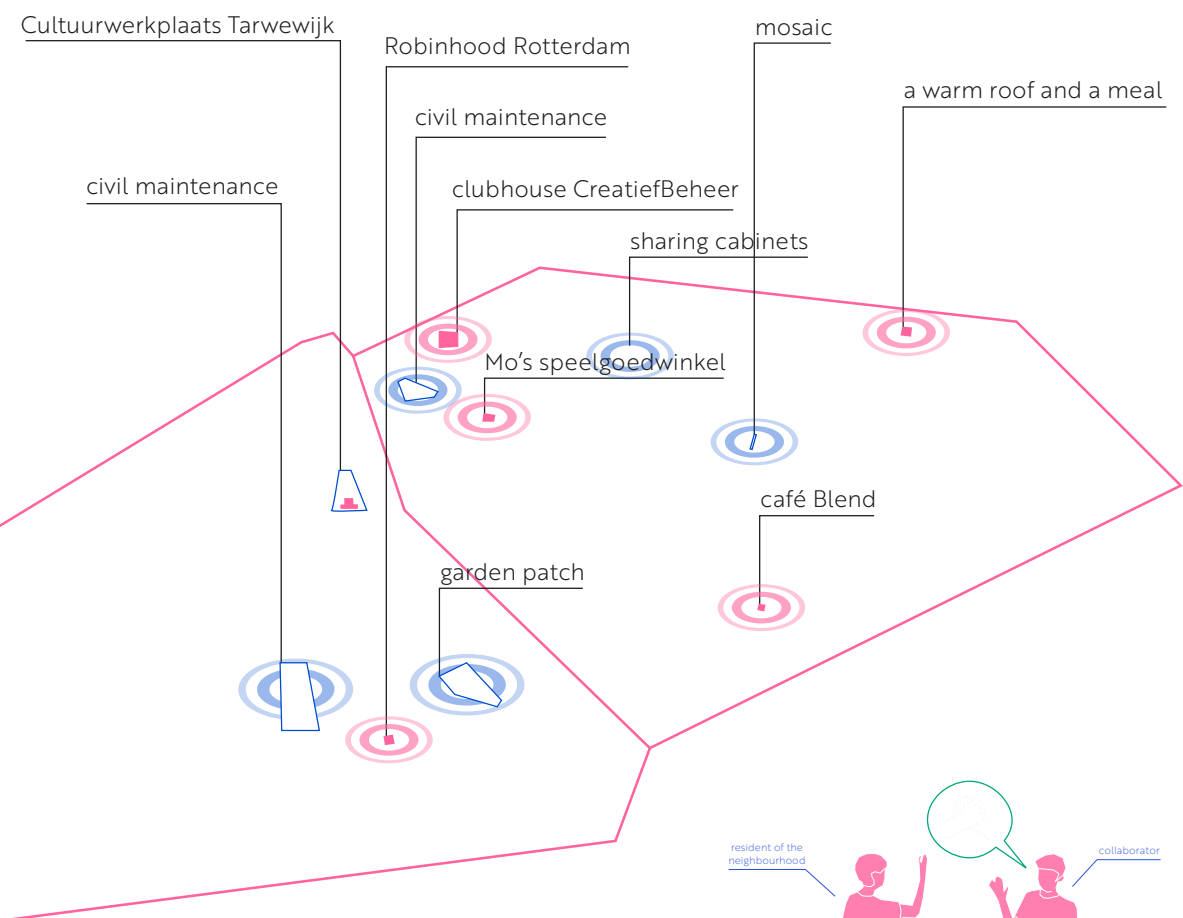 Cultuurwerkplaats Tarwewijk
Robinhood Rotterdam
mosaic
a warm roof and a meal
civil maintenance
civil maintenance
clubhouse CreatiefBeheer
sharing cabinets
Mo’s speelgoedwinkel
café Blend
garden patch
resident of the
neighbourhood
collaborator